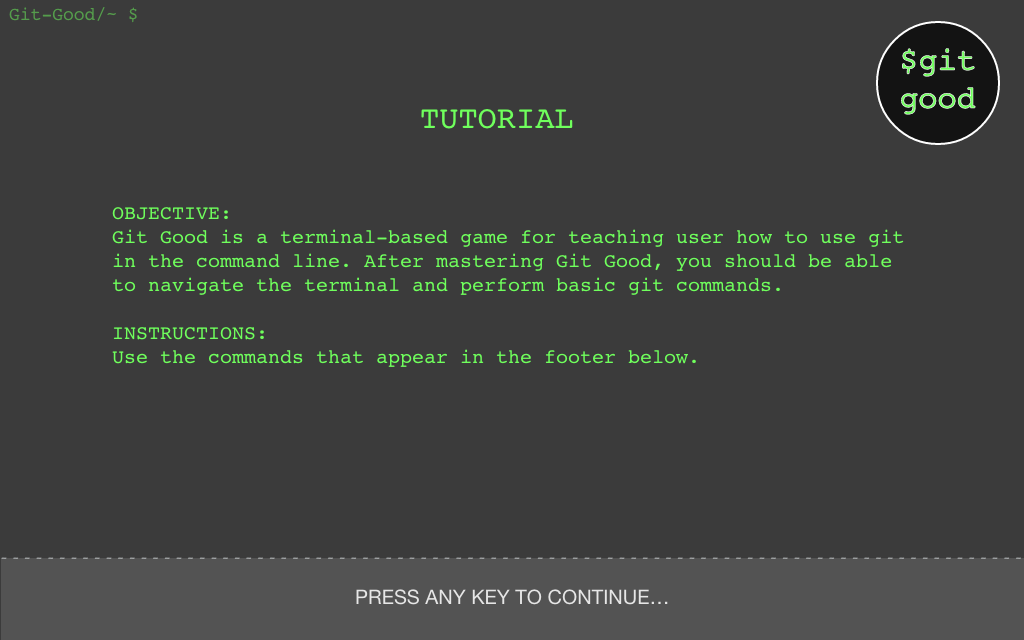 Git-Good/~ $
$git
good
TUTORIAL
OBJECTIVE:
Git Good is a terminal-based game for teaching user how to use git
in the command line. After mastering Git Good, you should be able
to navigate the terminal and perform basic git commands.
INSTRUCTIONS:
Use the commands that appear in the footer below.
PRESS ANY KEY TO CONTINUE...